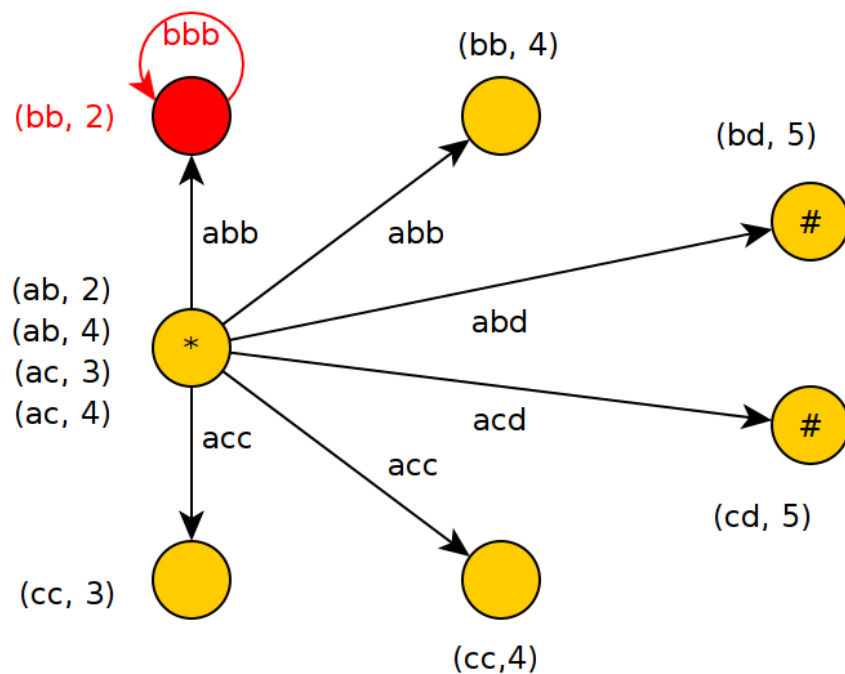 bbb
(bb, 2)
(bb, 4)
(bd, 5)
#
abb
abb
(ab, 2)
(ab, 4)
(ac, 3)
(ac, 4)
*
abd
acd
#
acc
acc
(cd, 5)
(cc, 3)
(cc,4)